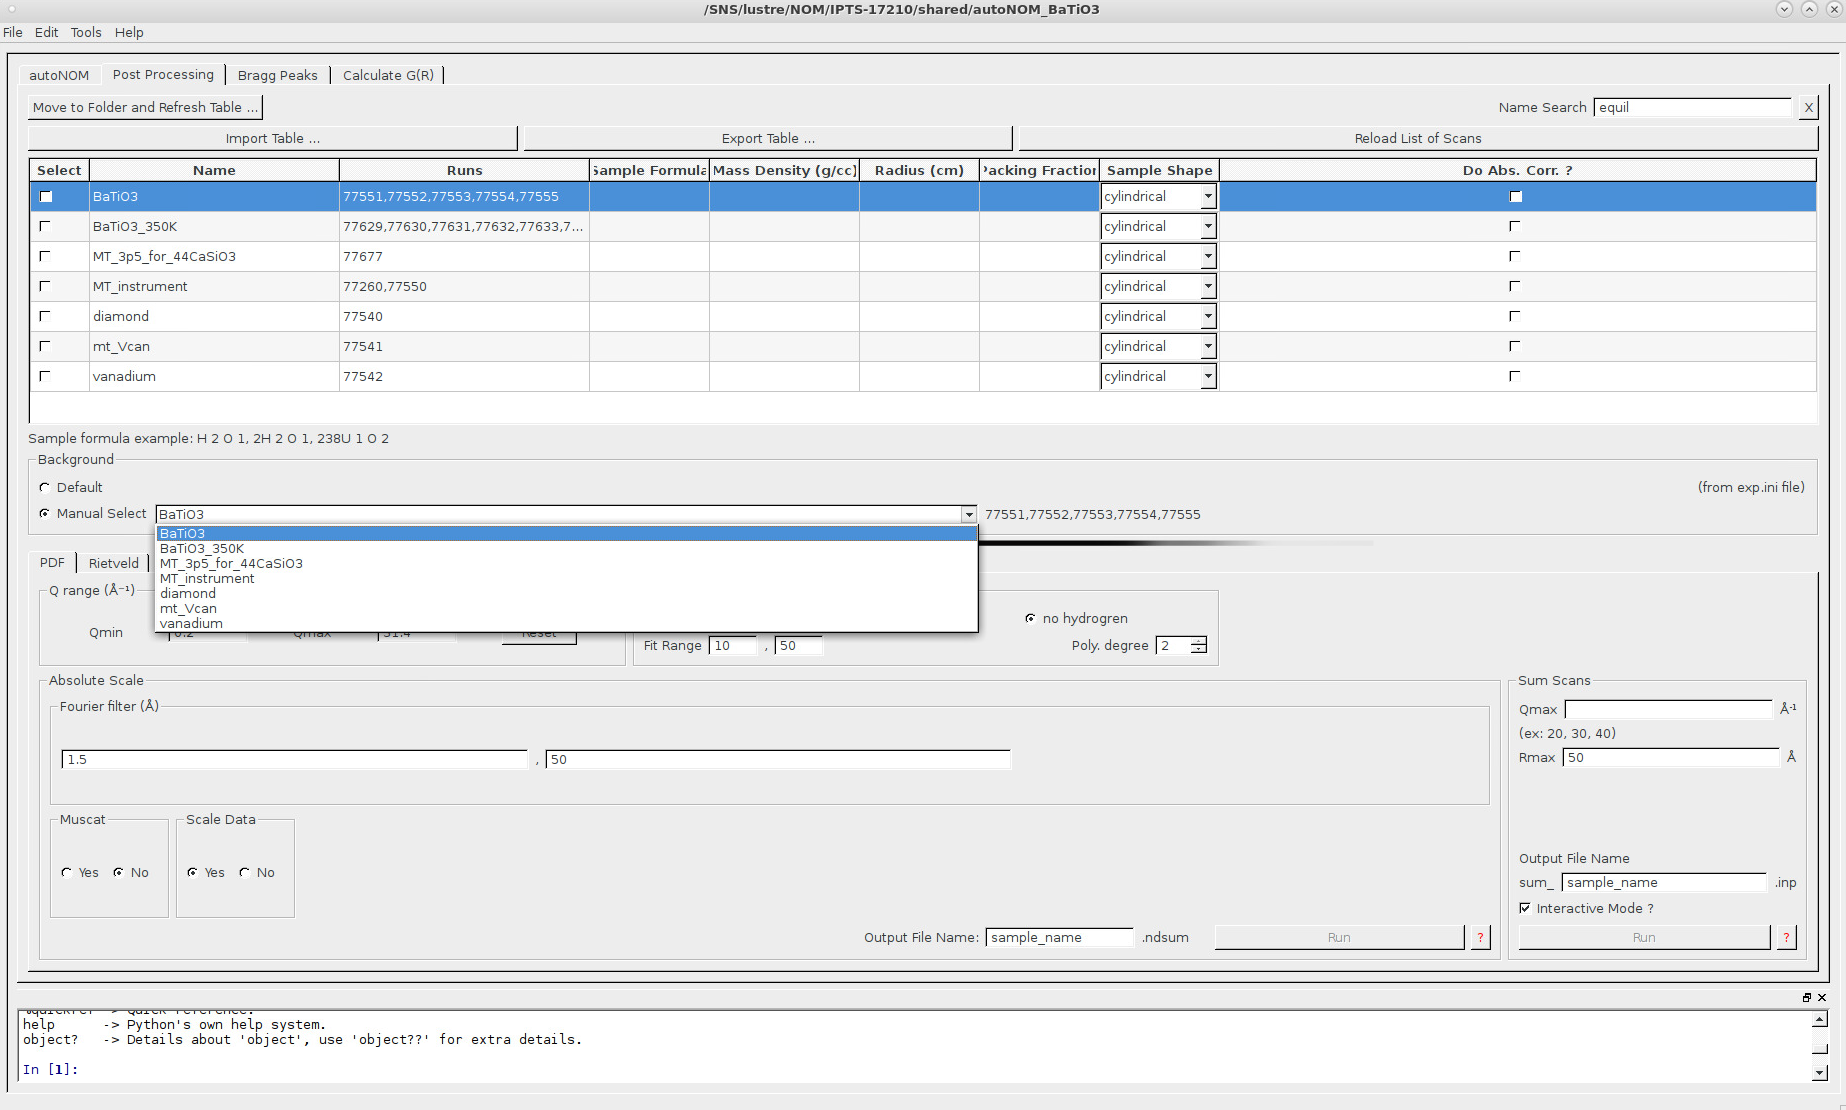 /SNS/lustre/NOM/IPTS-17210/shared/autoNOM_BaTiO3
File Edit Tools Help
autoNOM Post Processing Bragg Peaks Calculate G(R)
Move to Folder and Refresh Table ... Name Search equil X
Import Table ... Export Table ... Reload List of Scans
Select Name Runs Sample Formula Mass Density (g/cc) Radius (cm) Packing Fraction Sample Shape Do Abs. Corr. ?
BaTiO3 77551,77552,77553,77554,77555 cylindrical
BaTiO3_350K 77629,77630,77631,77632,77633,7... cylindrical
MT_3p5_for_44CaSiO3 77677 cylindrical
MT_instrument 77260,77550 cylindrical
diamond 77540 cylindrical
mt_Vcan 77541 cylindrical
vanadium 77542 cylindrical
Sample formula example: H 2 O 1, 2H 2 O 1, 238U 1 O 2
Background
Default (from exp.ini file)
Manual Select BaTiO3 77551,77552,77553,77554,77555
BaTiO3
BaTiO3_350K
MT_3p5_for_44CaSiO3
MT_instrument
diamond
mt_Vcan
vanadium
PDF Rietveld
Q range (Å⁻¹)
no hydrogren
Qmin 0.2 Qmax 31.4 Reset
Fit Range 10 , 50 Poly. degree 2
Absolute Scale Sum Scans
Fourier filter (Å)
Qmax Å⁻¹
(ex: 20, 30, 40)
Rmax 50 Å
1.5 , 50
Muscat Scale Data
Yes No Yes No
Output File Name
sum_ sample_name .inp
Interactive Mode ?
Output File Name: sample_name .ndsum Run ? Run ?
%quickref -> Quick reference.
help -> Python's own help system.
object? -> Details about 'object', use 'object??' for extra details.
In [1]: